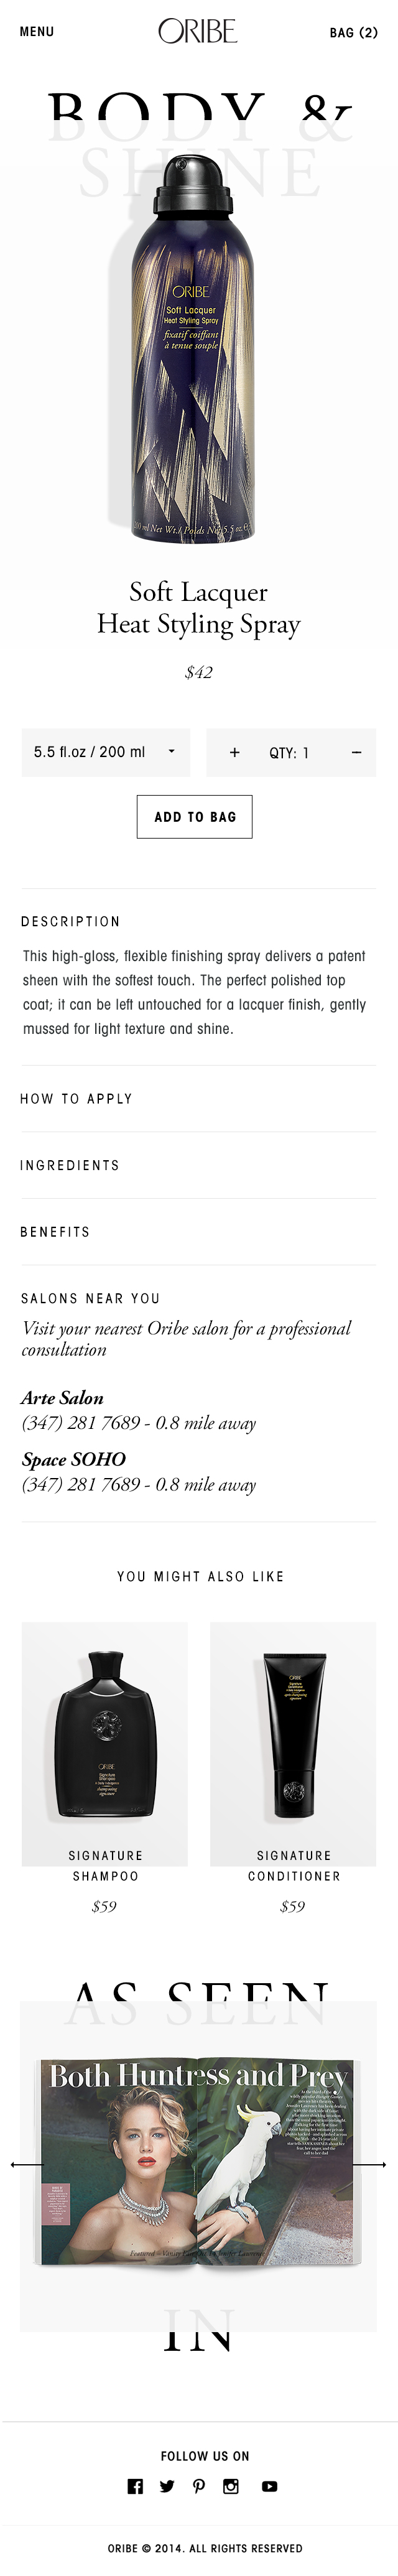 MENU
ORIBE
BAG (2)
BODY &
SHINE
ORIBE
Soft Lacquer
Heat Styling Spray
fixatif coiffant
à tenue souple
200 ml Net Wt./ Poids Net 5.5 oz.
Soft Lacquer
Heat Styling Spray
$42
5.5 fl.oz / 200 ml
+ QTY: 1 −
ADD TO BAG
DESCRIPTION
This high-gloss, flexible finishing spray delivers a patent
sheen with the softest touch. The perfect polished top
coat; it can be left untouched for a lacquer finish, gently
mussed for light texture and shine.
HOW TO APPLY
INGREDIENTS
BENEFITS
SALONS NEAR YOU
Visit your nearest Oribe salon for a professional
consultation
Arte Salon
(347) 281 7689 - 0.8 mile away
Space SOHO
(347) 281 7689 - 0.8 mile away
YOU MIGHT ALSO LIKE
ORIBE
Signature
Shampoo
ORIBE
SIGNATURE
SHAMPOO
$59
SIGNATURE
CONDITIONER
$59
AS SEEN
Both Huntress and Prey
IN
FOLLOW US ON
ORIBE © 2014. ALL RIGHTS RESERVED